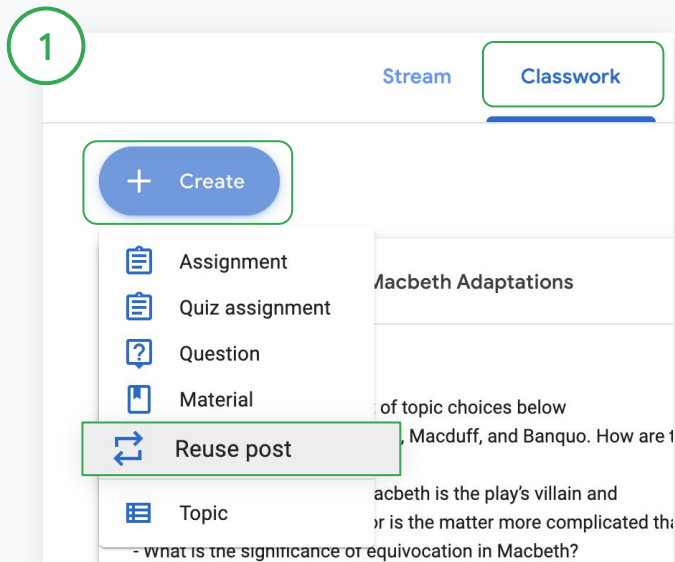 1
Stream Classwork
Create
Assignment
Macbeth Adaptations
Quiz assignment
Question
Material
of topic choices below
Reuse post
, Macduff, and Banquo. How are
acbeth is the play's villain and
Topic
or is the matter more complicated
- What is the significance of equivocation in Macbeth?